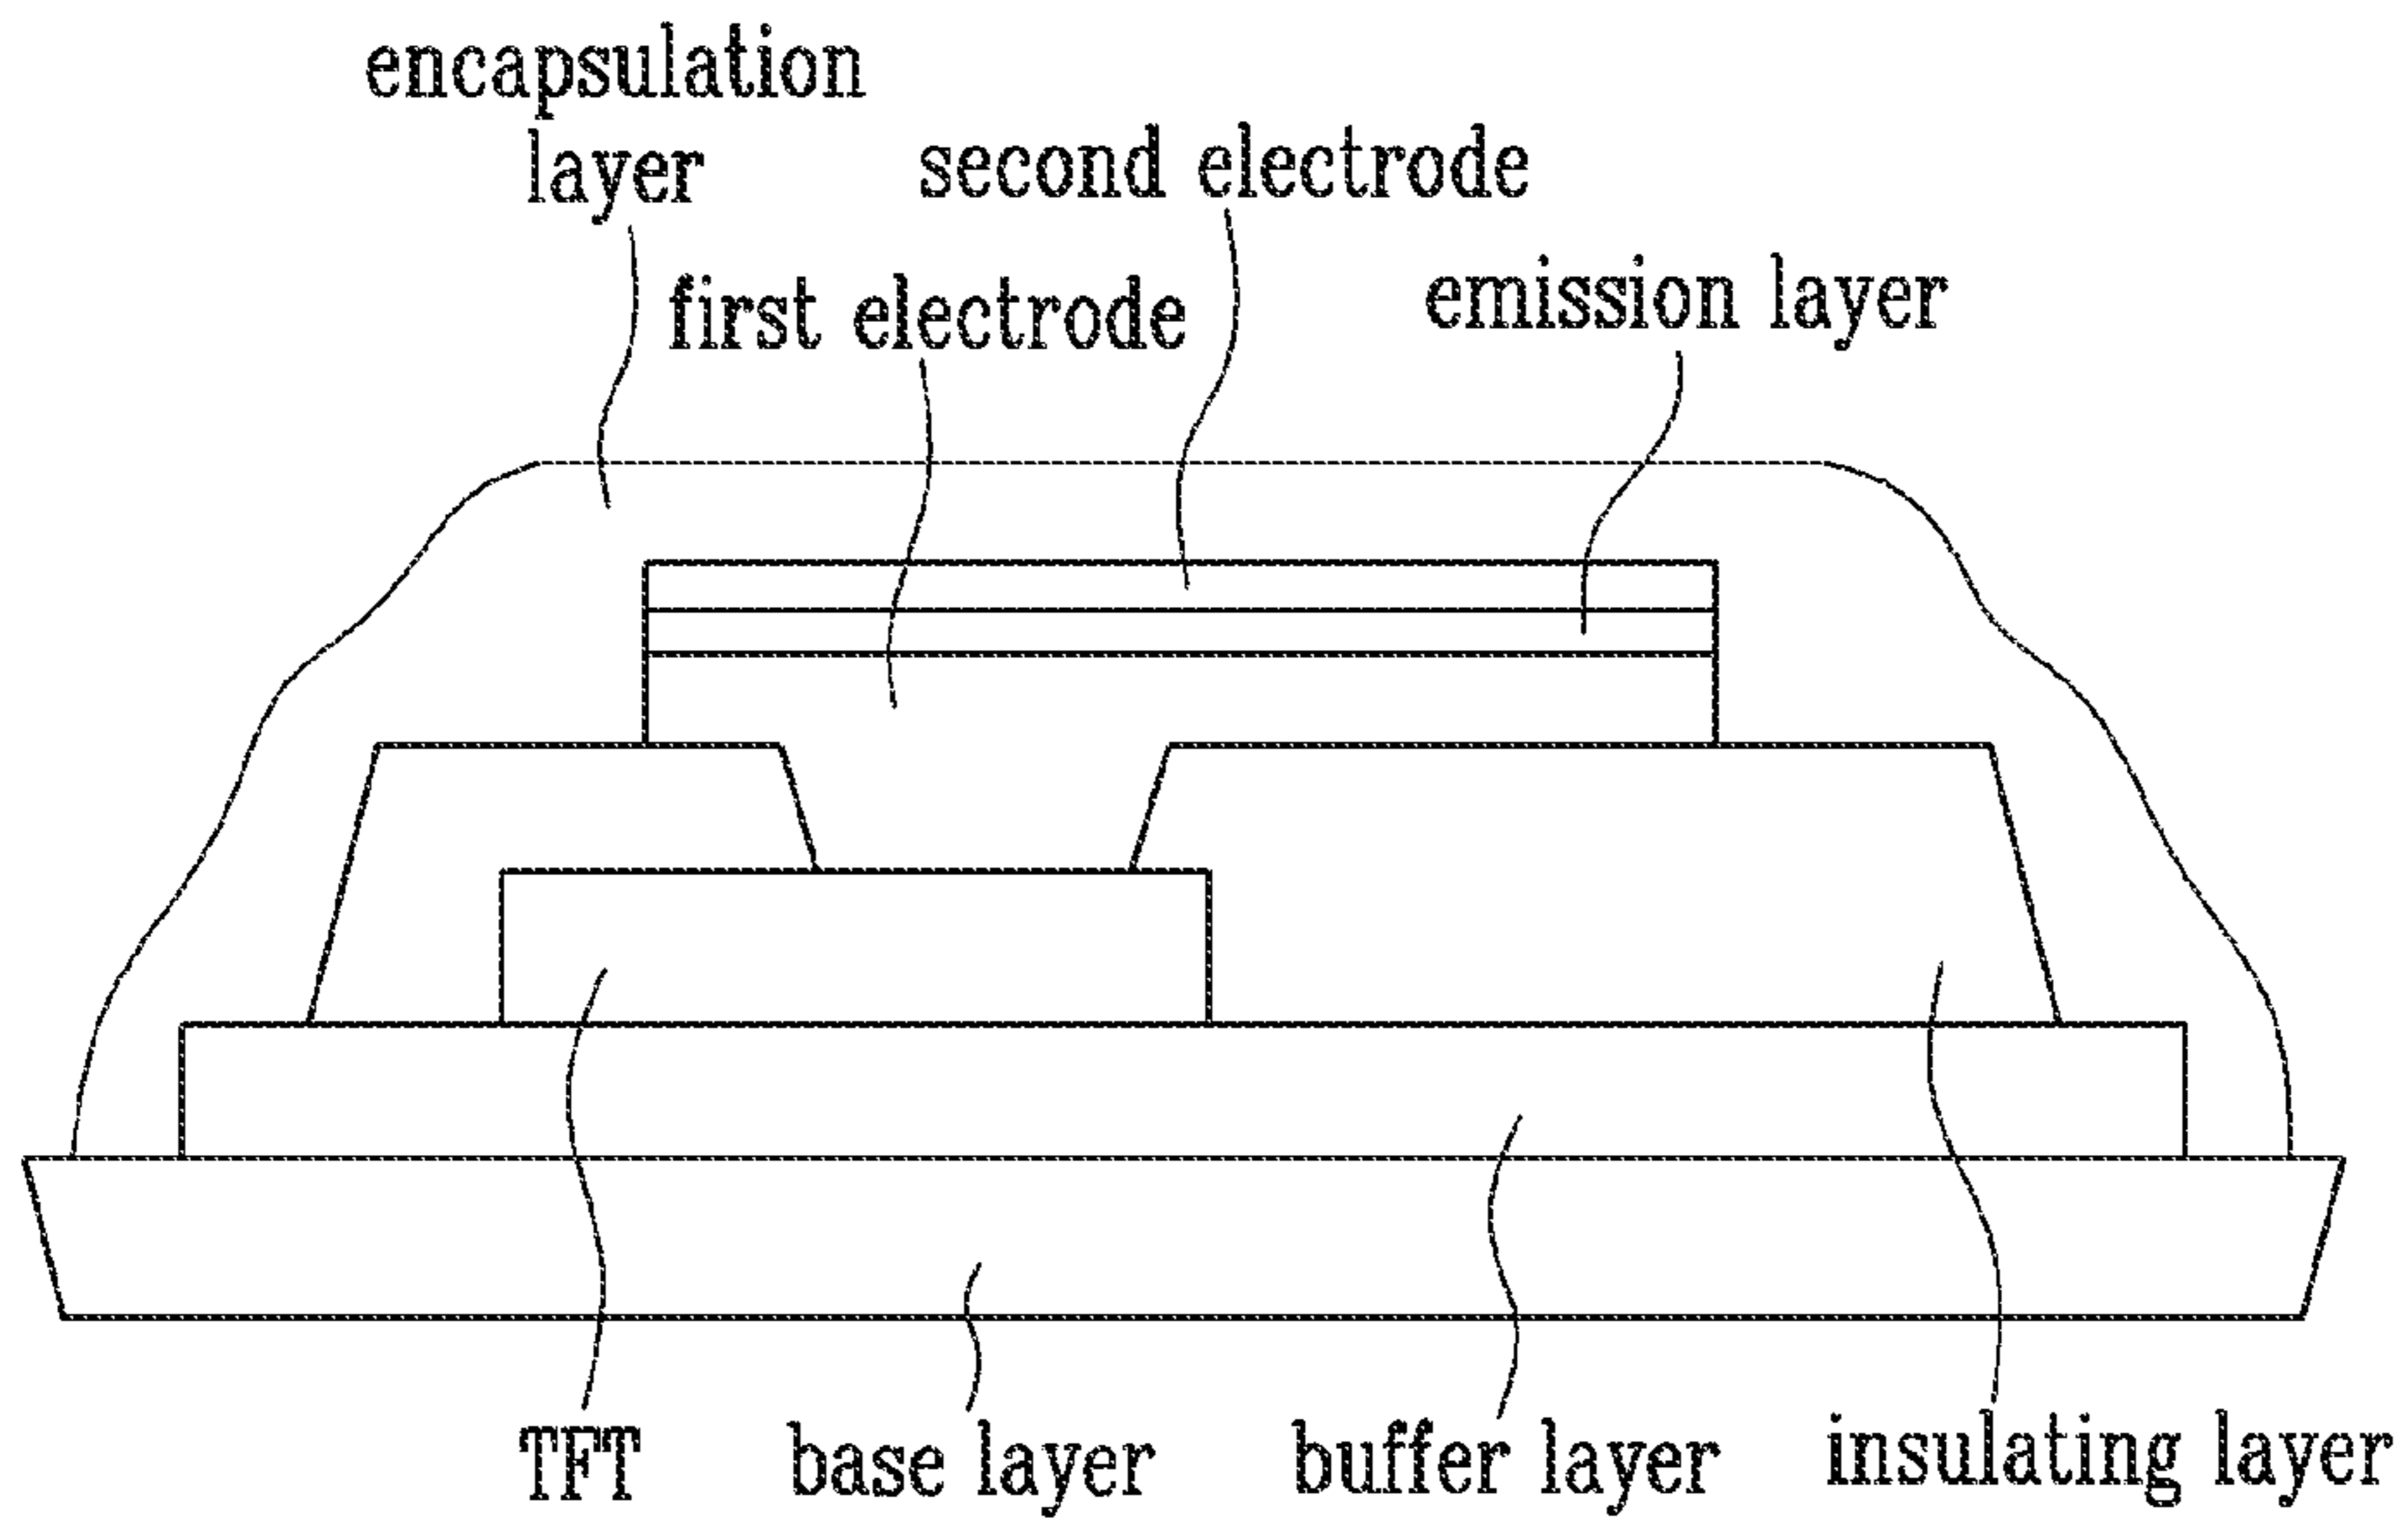 encapsulation
layer
second electrode
first electrode
emission layer
TFT
base layer
buffer layer
insulating layer